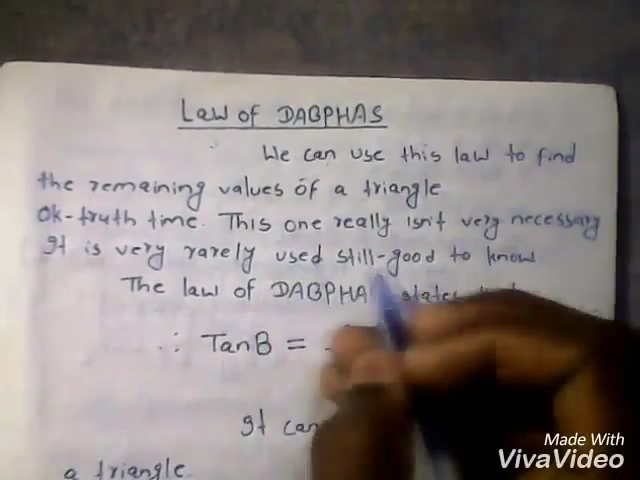 Law of DABPHAS
We can use this law to find
the remaining values of a triangle
Ok-truth time. This one really isn't very necessary
It is very rarely used still-good to know
The law of DABPHA states
∴ TanB =
It can
a triangle.
Made With
VivaVideo